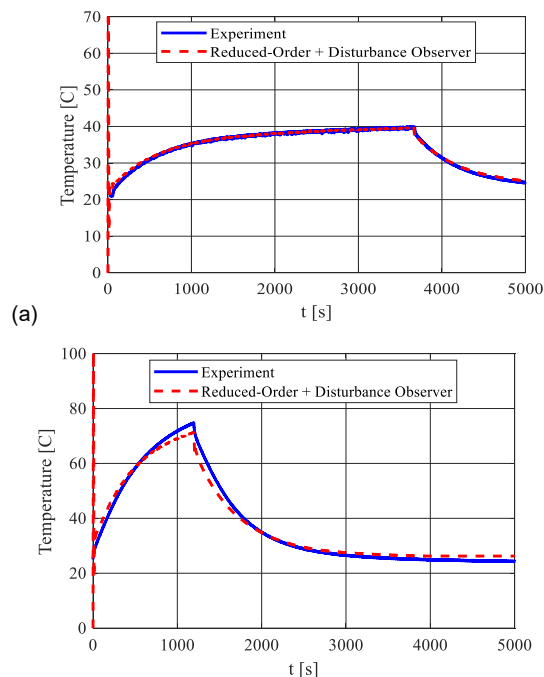 70
60
50
40
30
20
10
0
Temperature [C]
Experiment
Reduced-Order + Disturbance Observer
0 1000 2000 3000 4000 5000
t [s]
(a)
100
80
60
40
20
0
Temperature [C]
Experiment
Reduced-Order + Disturbance Observer
0 1000 2000 3000 4000 5000
t [s]